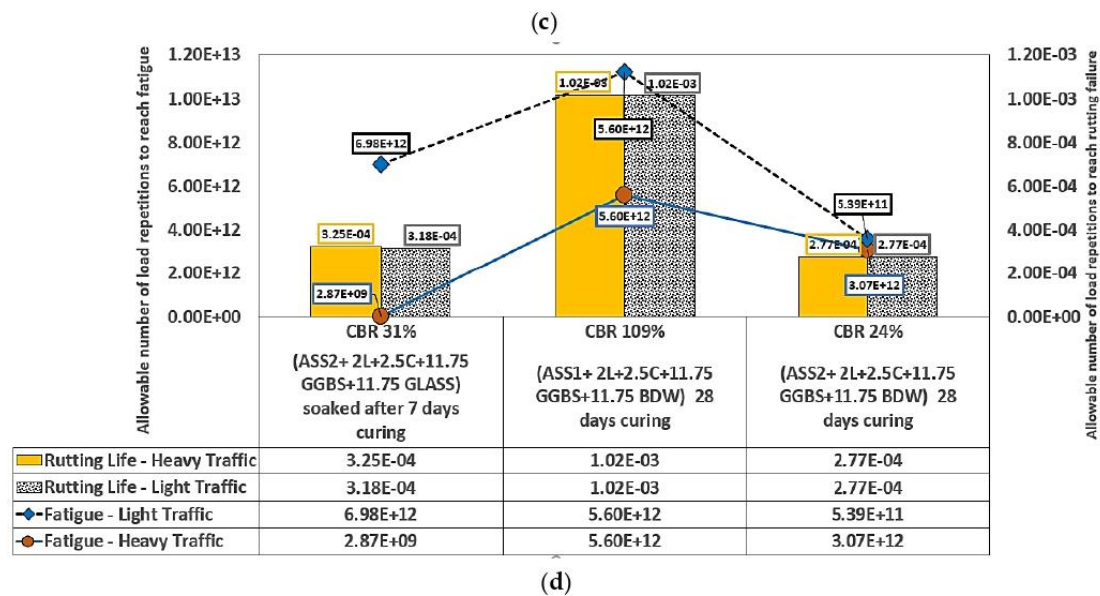 (c)
Allowable number of load repetitions to reach fatigue
1.20E+13
1.00E+13
8.00E+12
6.00E+12
4.00E+12
2.00E+12
0.00E+00
6.98E+12
3.25E-04
3.18E-04
2.87E+09
1.02E-03
1.02E-03
5.60E+12
5.60E+12
5.39E+11
2.77E-04
2.77E-04
3.07E+12
1.20E-03
1.00E-03
8.00E-04
6.00E-04
4.00E-04
2.00E-04
0.00E+00
Allowable number of load repetitions to reach rutting failure
CBR 31%
(ASS2+ 2L+2.5C+11.75
GGBS+11.75 GLASS)
soaked after 7 days
curing
CBR 109%
(ASS1+ 2L+2.5C+11.75
GGBS+11.75 BDW) 28
days curing
CBR 24%
(ASS2+ 2L+2.5C+11.75
GGBS+11.75 BDW) 28
days curing
Rutting Life - Heavy Traffic 3.25E-04 1.02E-03 2.77E-04
Rutting Life - Light Traffic 3.18E-04 1.02E-03 2.77E-04
Fatigue - Light Traffic 6.98E+12 5.60E+12 5.39E+11
Fatigue - Heavy Traffic 2.87E+09 5.60E+12 3.07E+12
(d)